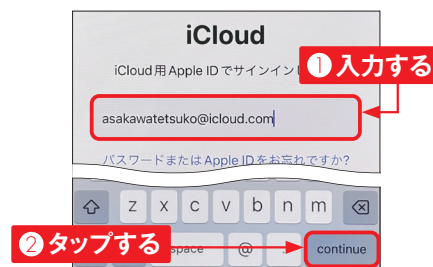 iCloud
iCloud用Apple IDでサインイン
❶入力する
asakawatetsuko@icloud.com
パスワードまたはApple IDをお忘れですか?
z x c v b n m
❷タップする
space @ . continue